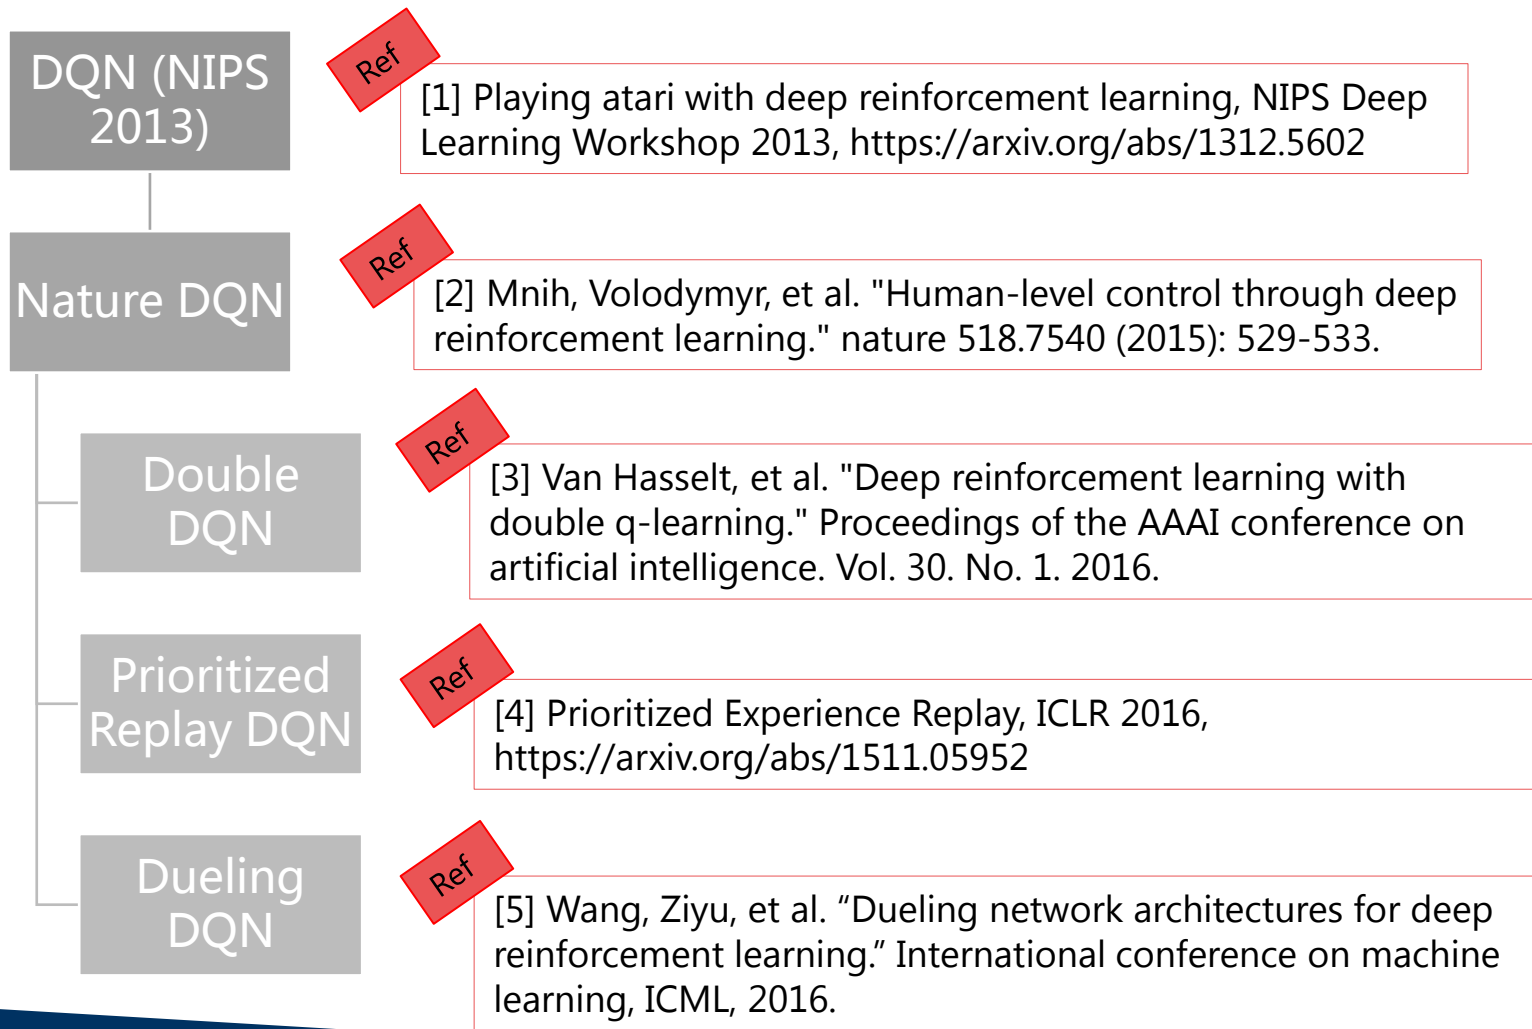 DQN (NIPS
2013)
Ref
[1] Playing atari with deep reinforcement learning, NIPS Deep
Learning Workshop 2013, https://arxiv.org/abs/1312.5602
Nature DQN
Ref
[2] Mnih, Volodymyr, et al. "Human-level control through deep
reinforcement learning." nature 518.7540 (2015): 529-533.
Double
DQN
Ref
[3] Van Hasselt, et al. "Deep reinforcement learning with
double q-learning." Proceedings of the AAAI conference on
artificial intelligence. Vol. 30. No. 1. 2016.
Prioritized
Replay DQN
Ref
[4] Prioritized Experience Replay, ICLR 2016,
https://arxiv.org/abs/1511.05952
Dueling
DQN
Ref
[5] Wang, Ziyu, et al. “Dueling network architectures for deep
reinforcement learning.” International conference on machine
learning, ICML, 2016.